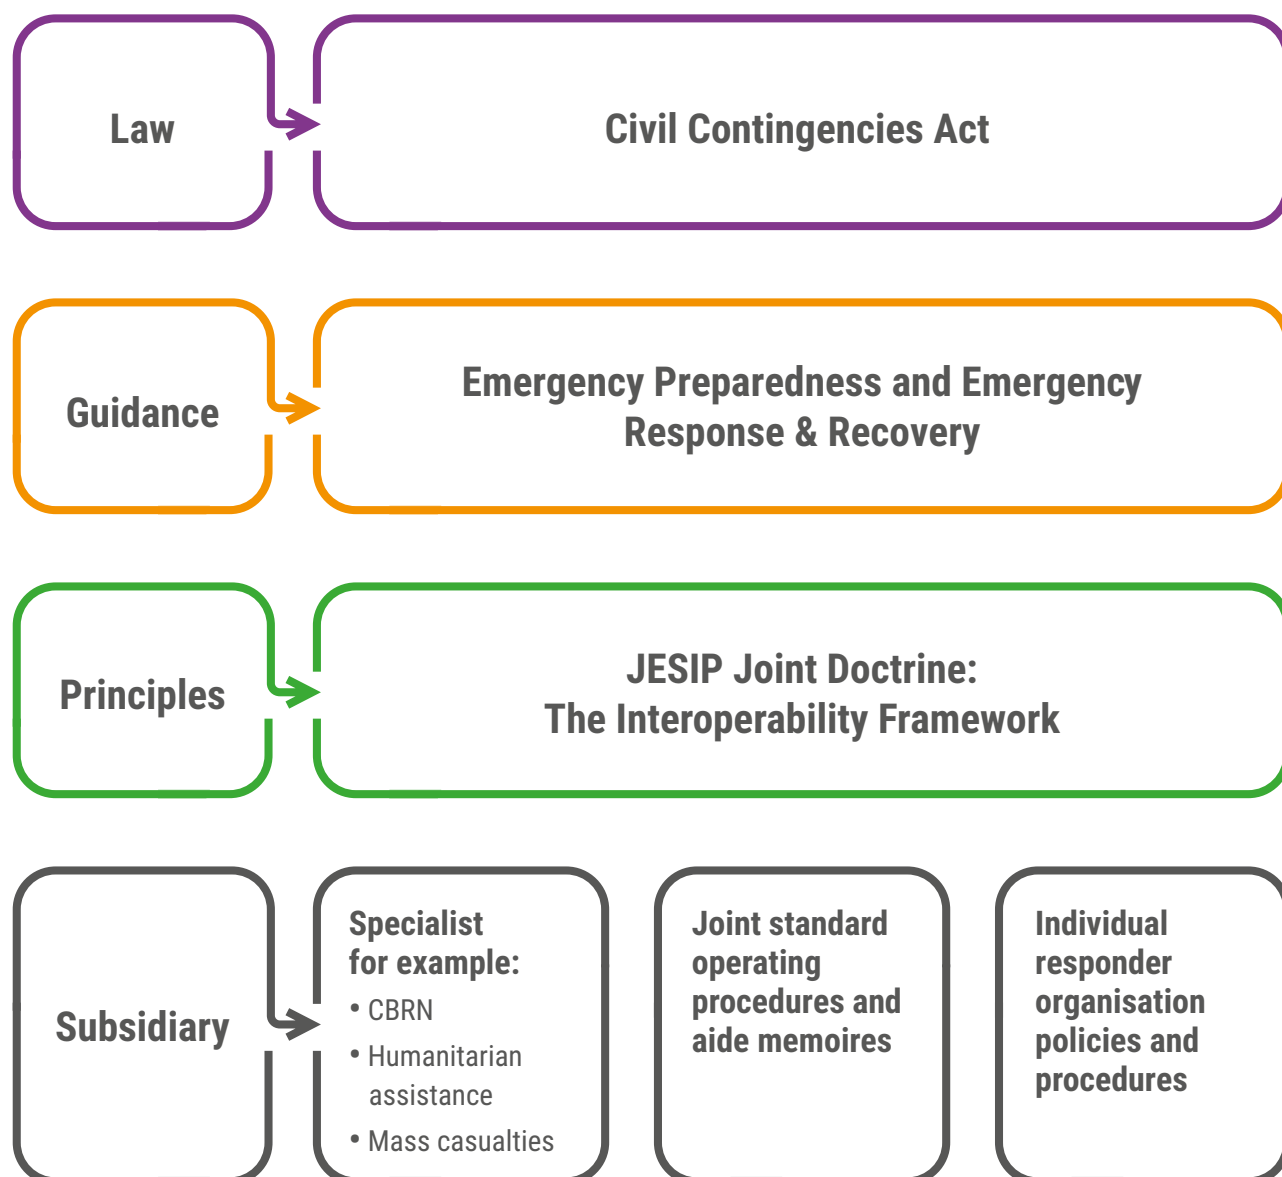 Law
Civil Contingencies Act
Guidance
Emergency Preparedness and Emergency
Response & Recovery
Principles
JESIP Joint Doctrine:
The Interoperability Framework
Subsidiary
Specialist
for example:
• CBRN
• Humanitarian
assistance
• Mass casualties
Joint standard
operating
procedures and
aide memoires
Individual
responder
organisation
policies and
procedures